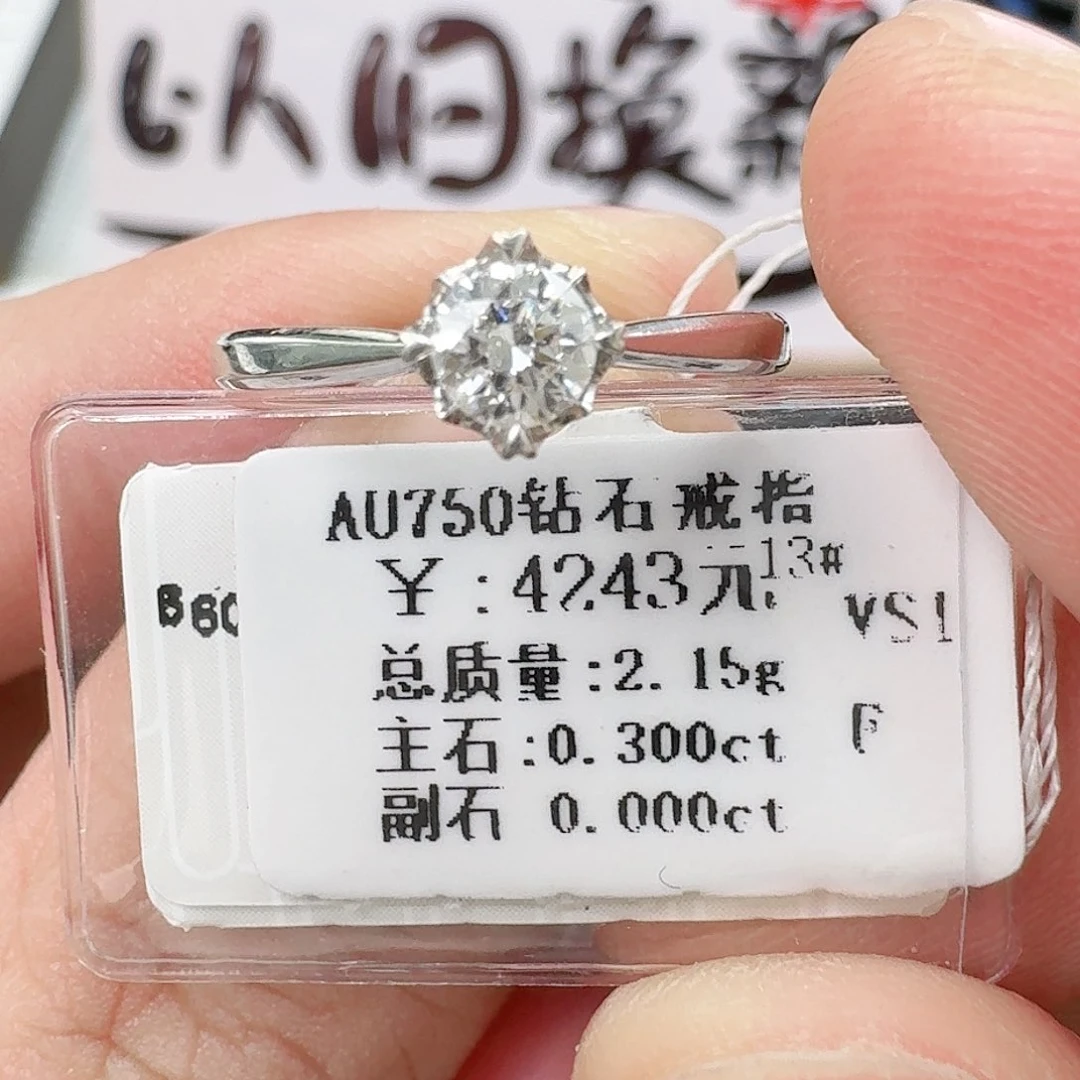 以旧换新
AU750钻石戒指
¥:4243元 13#
B60
VS1
总质量:2.15g
主石:0.300ct
F
副石 0.000ct